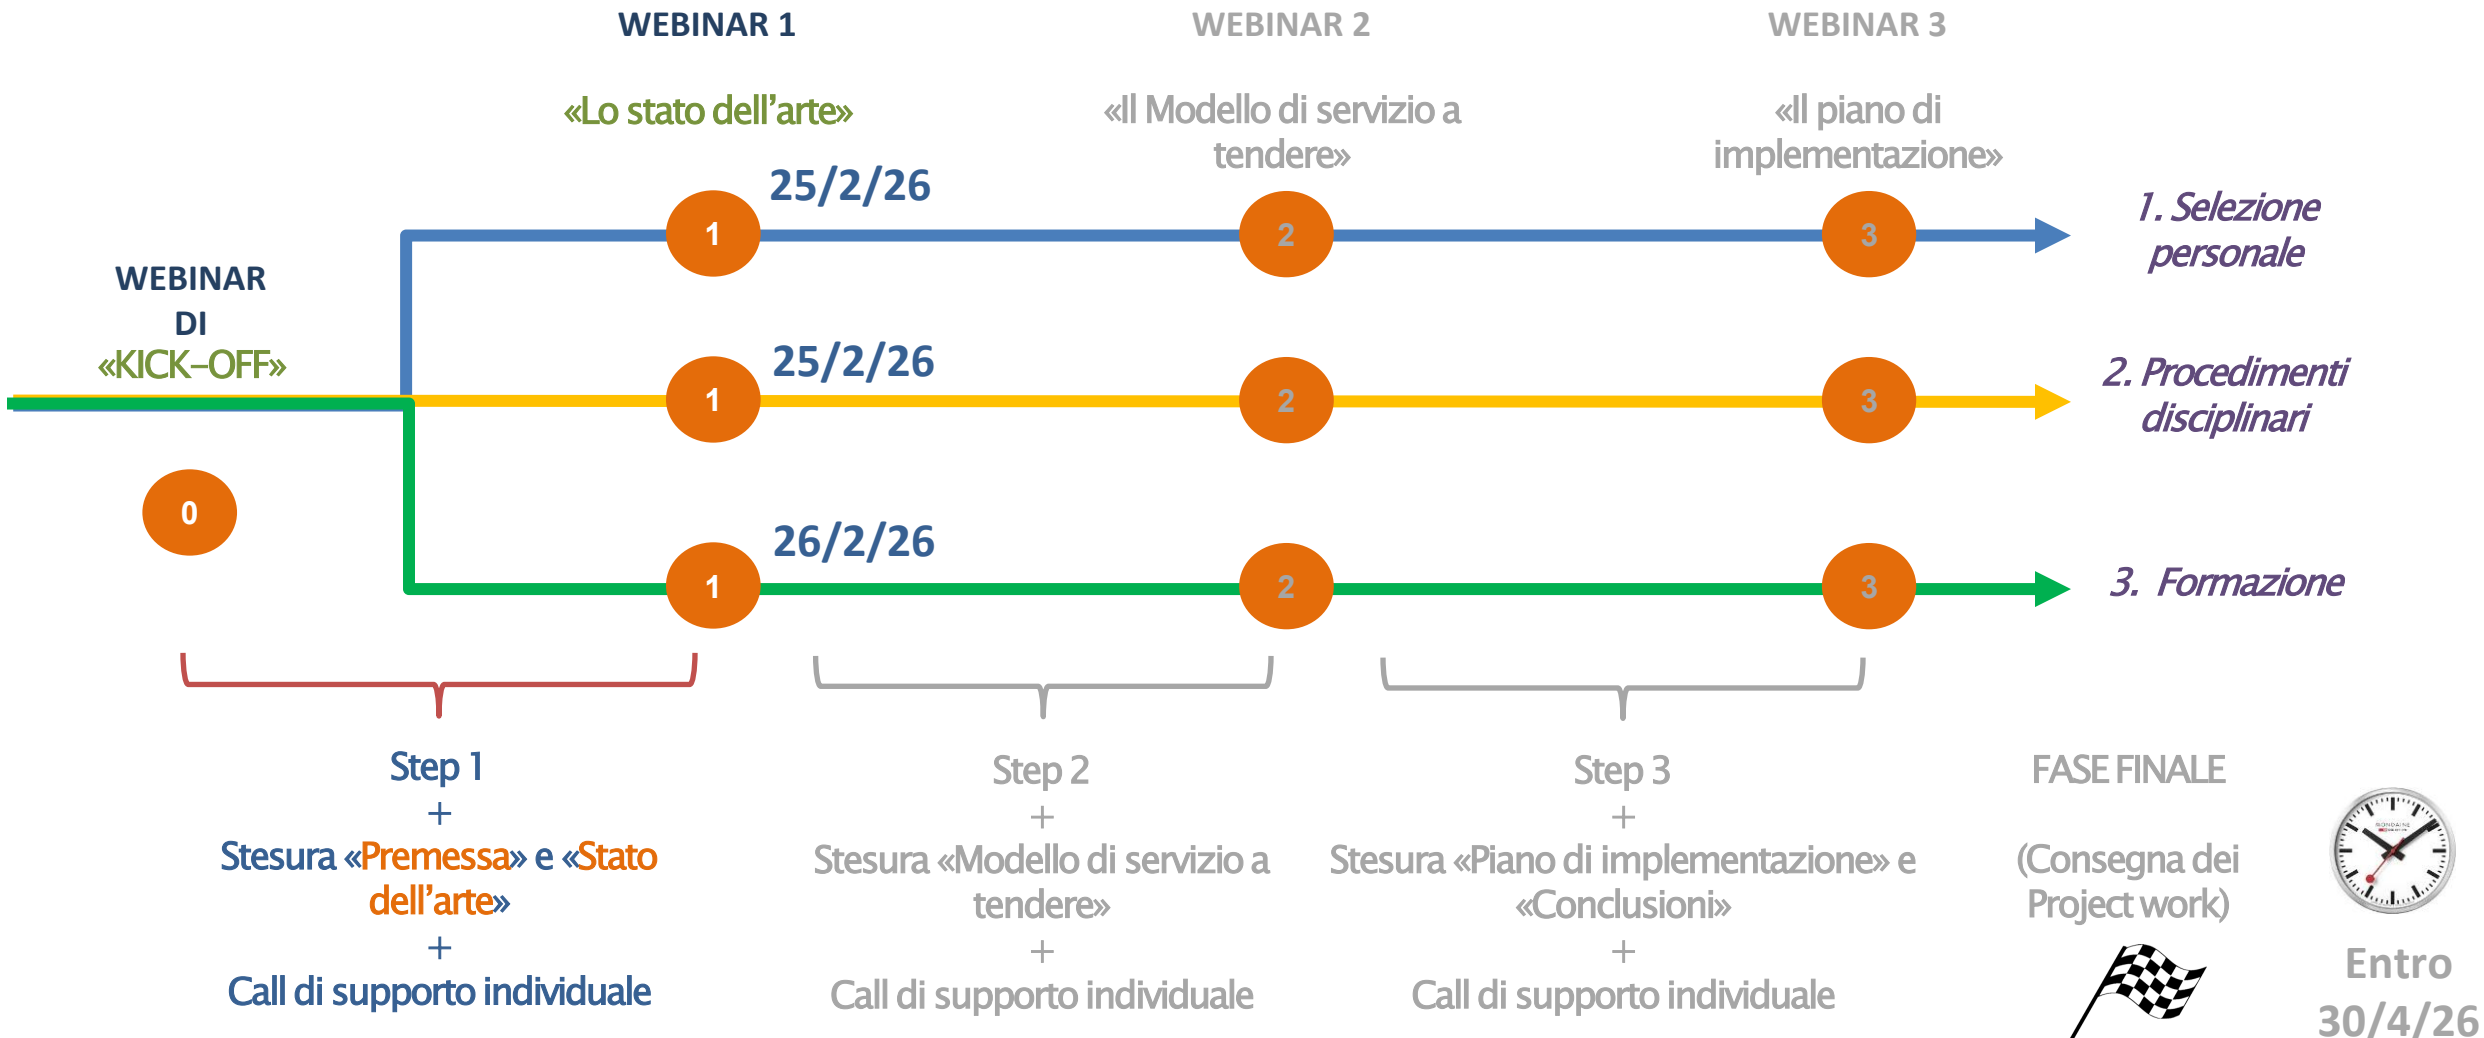 WEBINAR 1
WEBINAR 2
WEBINAR 3
«Lo stato dell’arte»
«Il Modello di servizio a
tendere»
«Il piano di
implementazione»
25/2/26
1
2
3
1. Selezione
personale
WEBINAR
DI
«KICK–OFF»
25/2/26
1
2
3
2. Procedimenti
disciplinari
0
26/2/26
1
2
3
3. Formazione
Step 1
+
Stesura «Premessa» e «Stato
dell’arte»
+
Call di supporto individuale
Step 2
+
Stesura «Modello di servizio a
tendere»
+
Call di supporto individuale
Step 3
+
Stesura «Piano di implementazione» e
«Conclusioni»
+
Call di supporto individuale
FASE FINALE
(Consegna dei
Project work)
MONDAINE
Entro
30/4/26